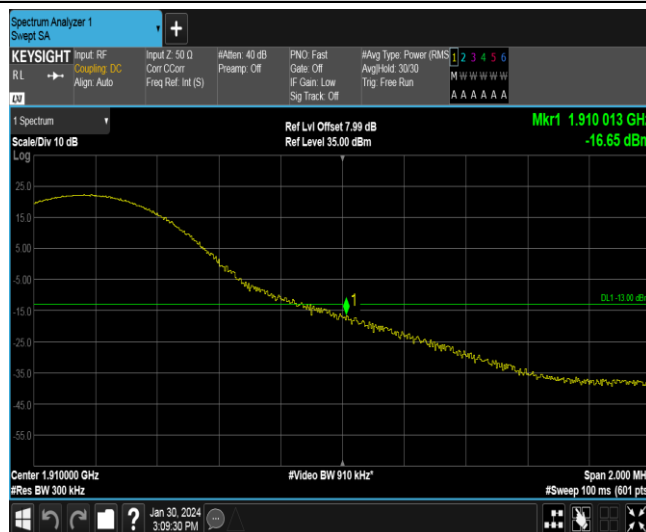 Spectrum Analyzer 1
Swept SA
KEYSIGHT
RL
Input: RF
Coupling: DC
Align: Auto
Input Z: 50 Ω
Corr CCorr
Freq Ref: Int (S)
#Atten: 40 dB
Preamp: Off
PNO: Fast
Gate: Off
IF Gain: Low
Sig Track: Off
#Avg Type: Power (RMS
Avg|Hold: 30/30
Trig: Free Run
1 2 3 4 5 6
M W W W W W
A A A A A A
LXI
1 Spectrum
Scale/Div 10 dB
Ref Lvl Offset 7.99 dB
Ref Level 35.00 dBm
Mkr1 1.910 013 GHz
-16.65 dBm
Log
25.0
15.0
5.00
-5.00
1
DL1 -13.00 dBm
-15.0
-25.0
-35.0
-45.0
-55.0
Center 1.910000 GHz
#Video BW 910 kHz*
Span 2.000 MH
#Res BW 300 kHz
#Sweep 100 ms (601 pts
?
Jan 30, 2024
3:09:30 PM